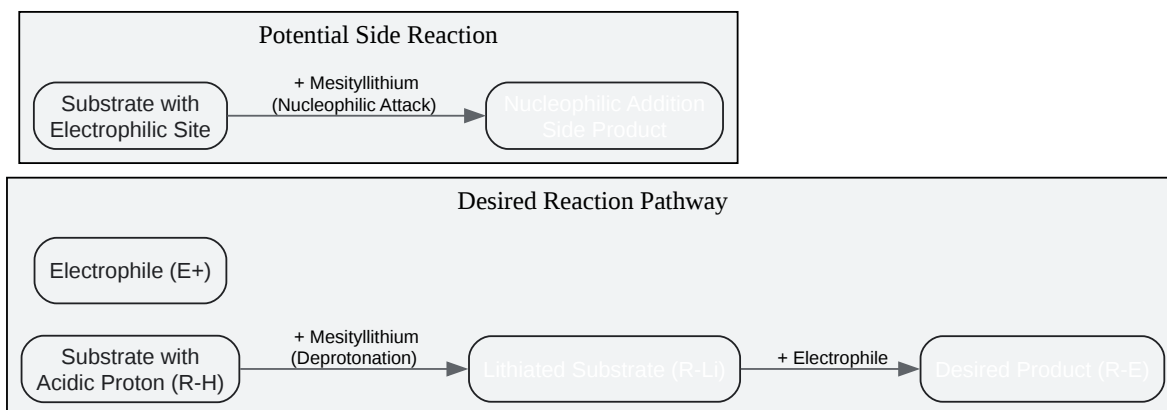 Potential Side Reaction
Substrate with
Electrophilic Site
+ Mesityllithium
(Nucleophilic Attack)
Nucleophilic Addition
Side Product
Desired Reaction Pathway
Electrophile (E+)
Substrate with
Acidic Proton (R-H)
+ Mesityllithium
(Deprotonation)
Lithiated Substrate (R-Li)
+ Electrophile
Desired Product (R-E)